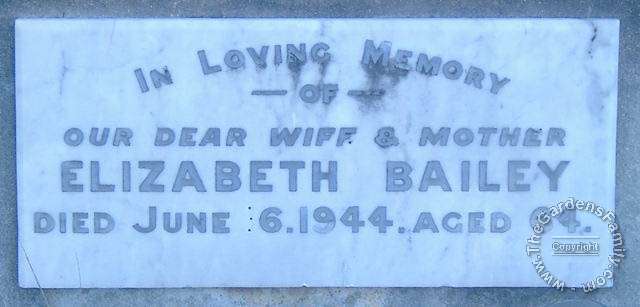 IN LOVING MEMORY
— OF —
OUR DEAR WIFE & MOTHER
ELIZABETH BAILEY
DIED JUNE 6.1944. AGED
www.TheGardensFamily.com
Copyright